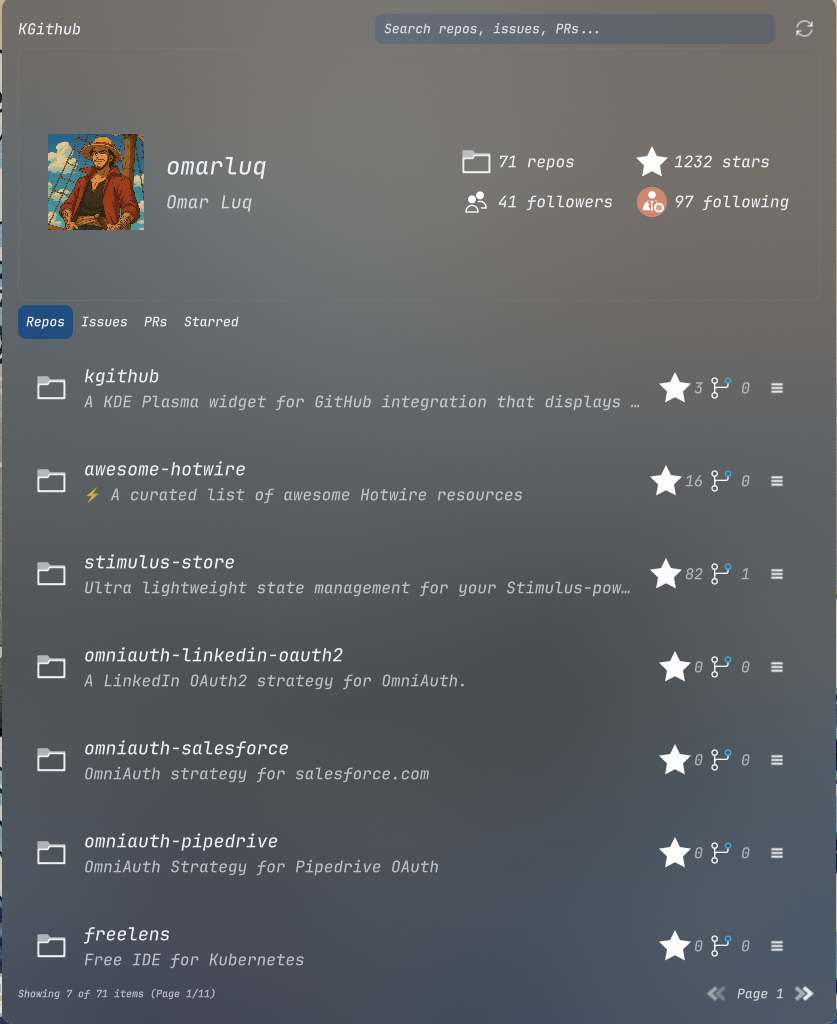 KGithub
Search repos, issues, PRs...
omarluq
Omar Luq
71 repos
1232 stars
41 followers
97 following
Repos Issues PRs Starred
kgithub
A KDE Plasma widget for GitHub integration that displays …
3 0
awesome-hotwire
⚡ A curated list of awesome Hotwire resources
16 0
stimulus-store
Ultra lightweight state management for your Stimulus-pow…
82 1
omniauth-linkedin-oauth2
A LinkedIn OAuth2 strategy for OmniAuth.
0 0
omniauth-salesforce
OmniAuth strategy for salesforce.com
0 0
omniauth-pipedrive
OmniAuth Strategy for Pipedrive OAuth
0 0
freelens
Free IDE for Kubernetes
0 0
Showing 7 of 71 items (Page 1/11)
Page 1